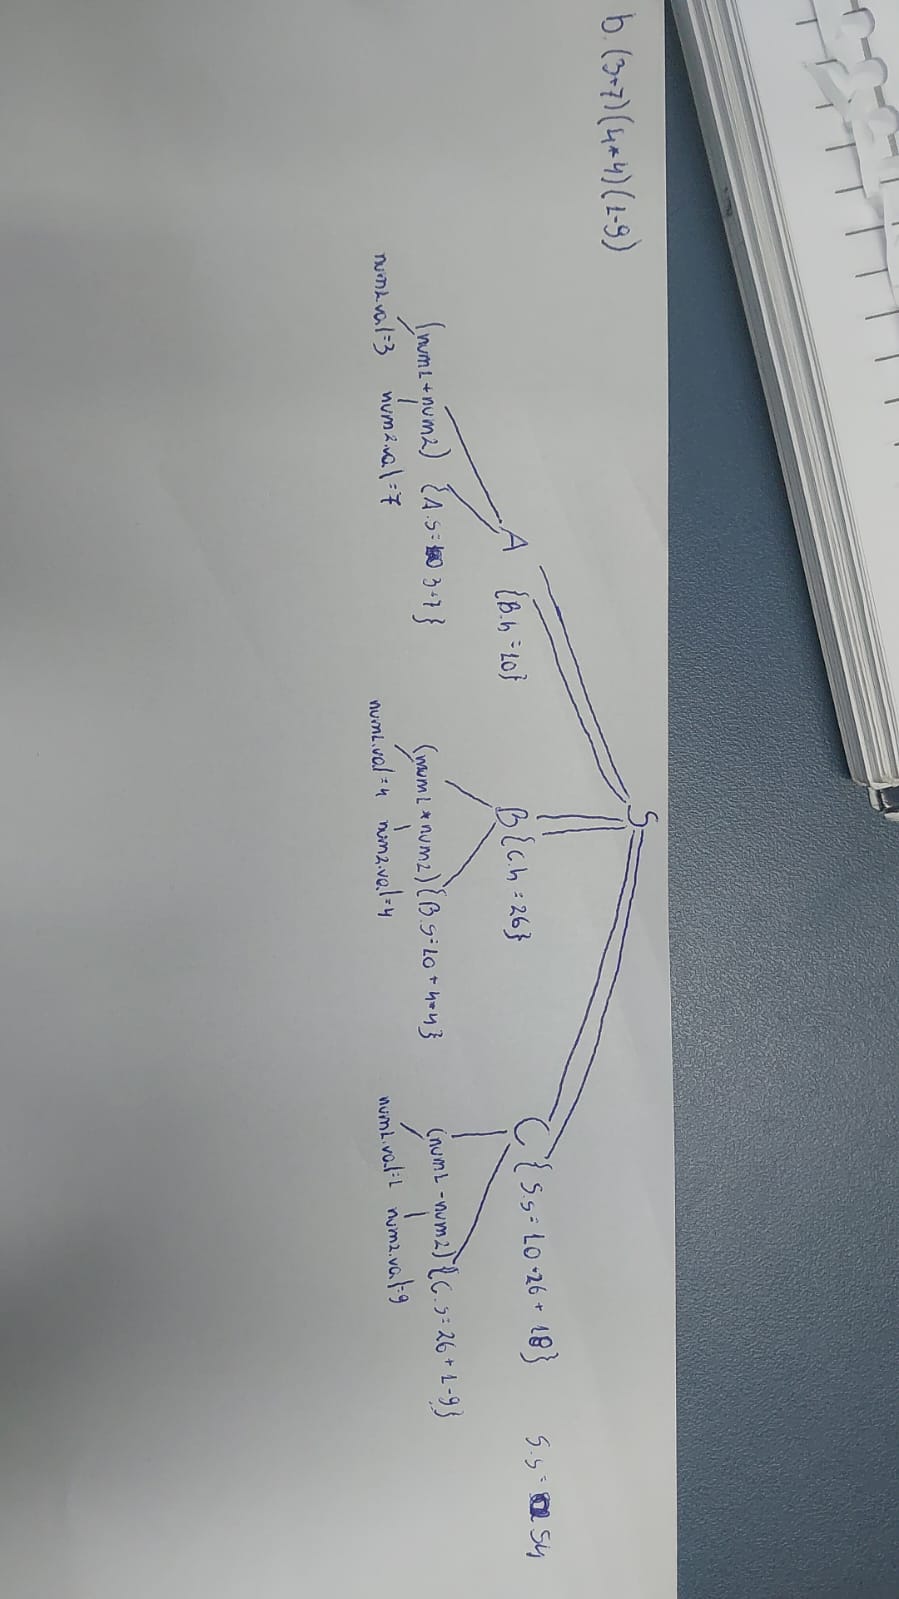 b. (3+7)(4*4)(1-9)
S
A {B.h=10}
B {C.h=26}
C {S.s=10+26+18}
S.s= 54
(num1+num2) {A.s= 3+7}
(num1*num2) {B.s=10+4*4}
(num1-num2) {C.s=26+1-9}
num1.val=3 num2.val=7
num1.val=4 num2.val=4
num1.val=1 num2.val=9